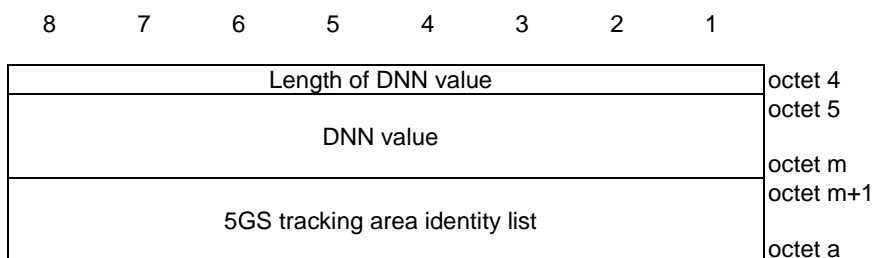 8 7 6 5 4 3 2 1
Length of DNN value octet 4
octet 5
DNN value
octet m
octet m+1
5GS tracking area identity list
octet a